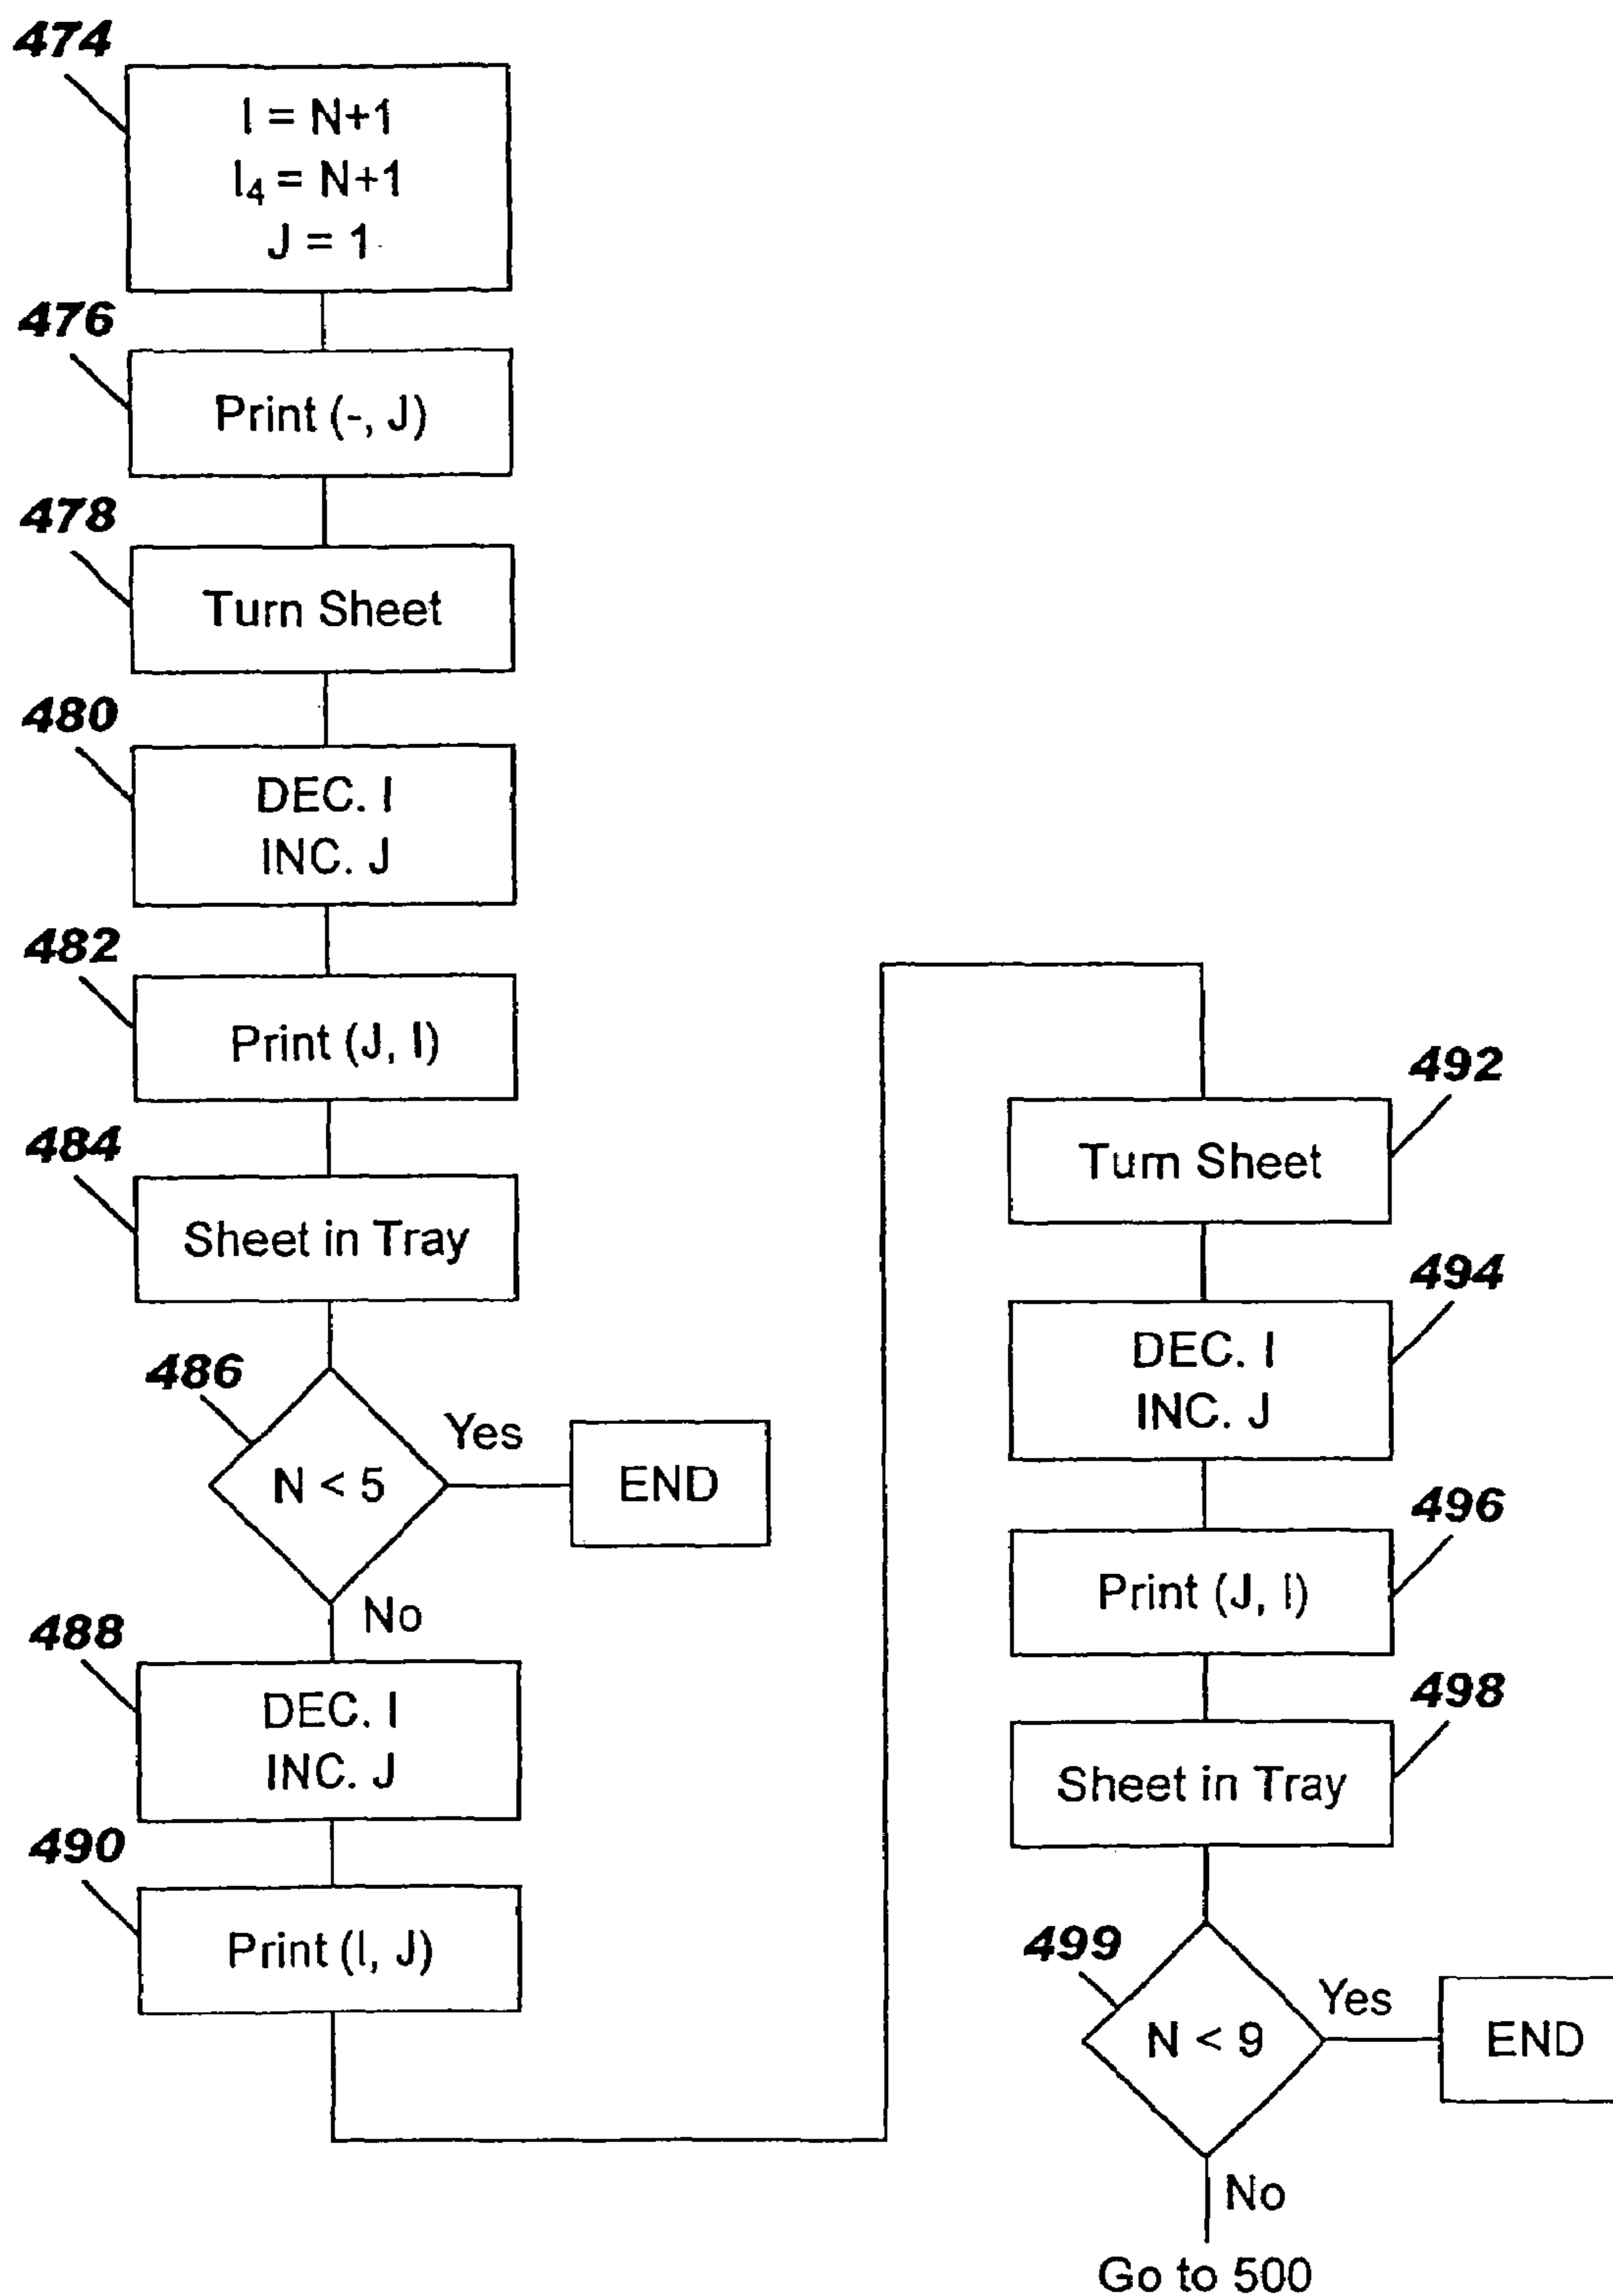 474
I = N+1
I₄ = N+1
J = 1
476
Print (-, J)
478
Turn Sheet
480
DEC. I
INC. J
482
Print (J, I)
484
Sheet in Tray
486
N < 5
Yes
END
No
488
DEC. I
INC. J
490
Print (I, J)
492
Turn Sheet
494
DEC. I
INC. J
496
Print (J, I)
498
Sheet in Tray
499
N < 9
Yes
END
No
Go to 500